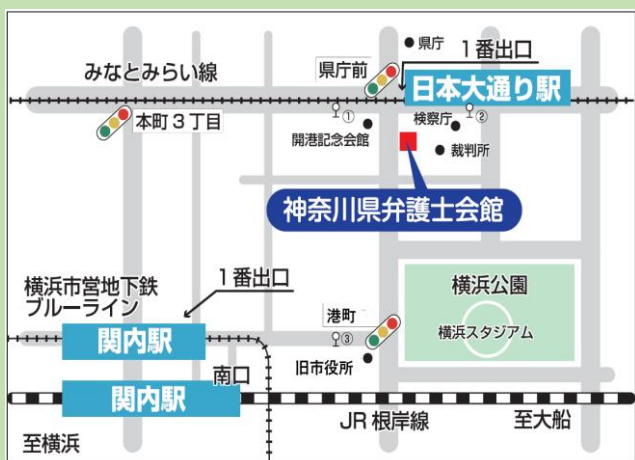 県庁
1番出口
県庁前
みなとみらい線
日本大通り駅
本町3丁目
①
開港記念会館
検察庁
②
裁判所
神奈川県弁護士会館
横浜市営地下鉄
ブルーライン
1番出口
港町
横浜公園
横浜スタジアム
関内駅
③
旧市役所
南口
関内駅
JR根岸線
至大船
至横浜